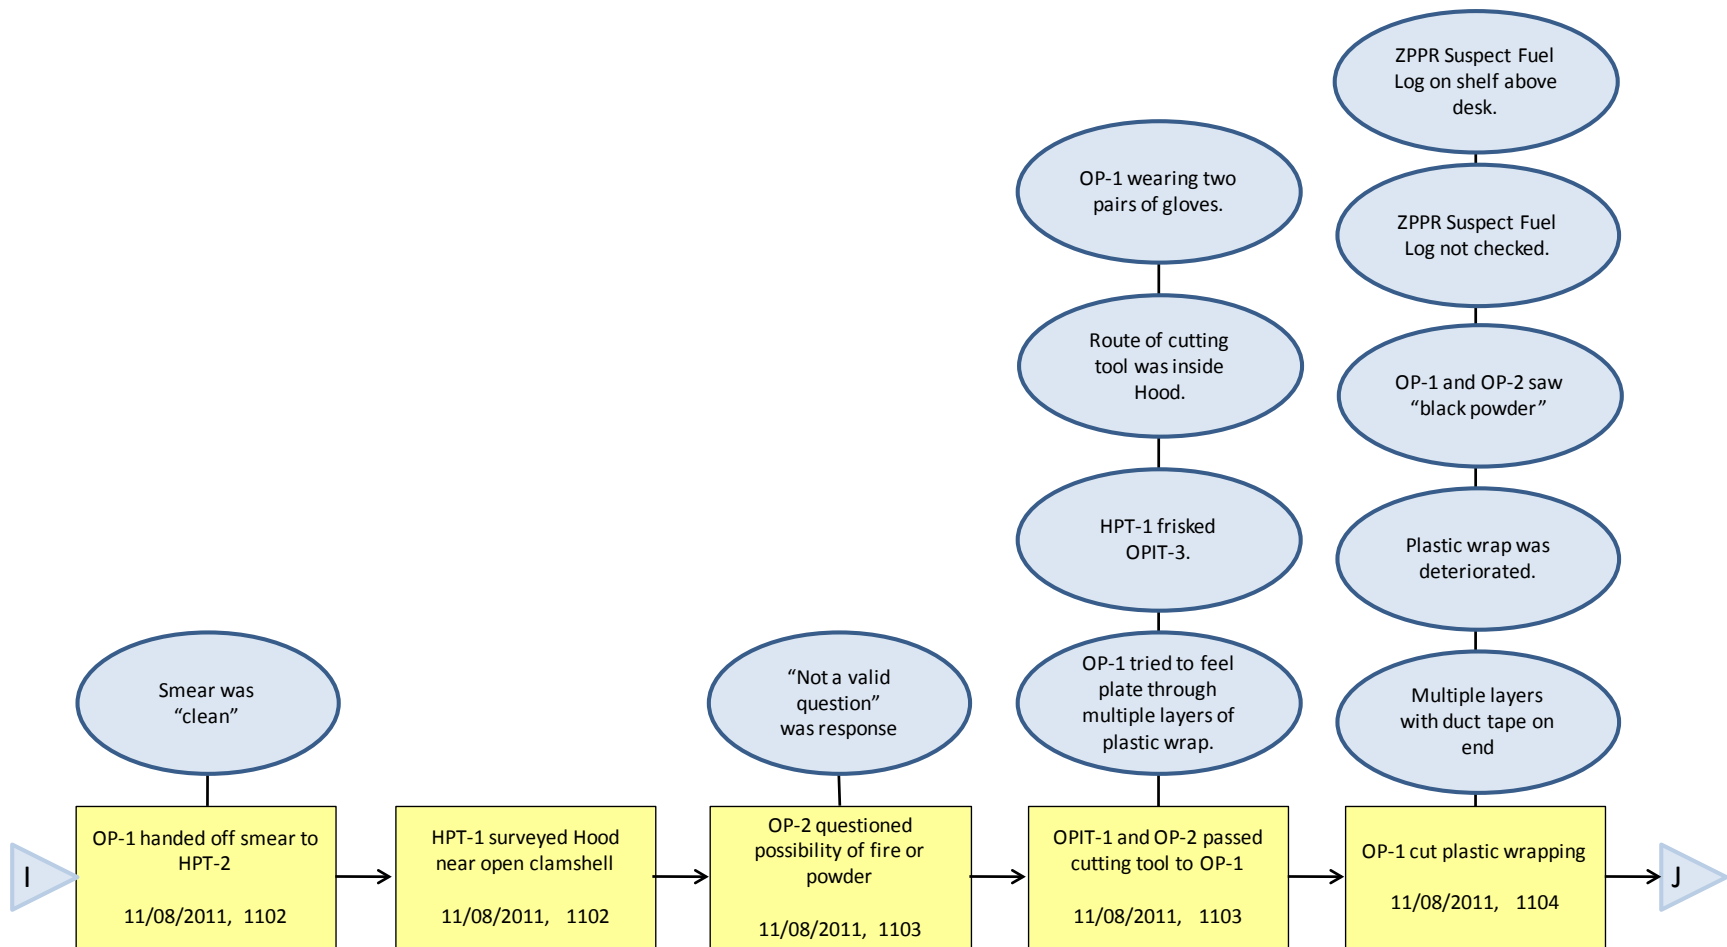 ZPPR Suspect Fuel
Log on shelf above
desk.
OP-1 wearing two
pairs of gloves.
ZPPR Suspect Fuel
Log not checked.
Route of cutting
tool was inside
Hood.
OP-1 and OP-2 saw
“black powder”
HPT-1 frisked
OPIT-3.
Plastic wrap was
deteriorated.
Smear was
“clean”
“Not a valid
question”
was response
OP-1 tried to feel
plate through
multiple layers of
plastic wrap.
Multiple layers
with duct tape on
end
I
OP-1 handed off smear to
HPT-2
11/08/2011, 1102
HPT-1 surveyed Hood
near open clamshell
11/08/2011, 1102
OP-2 questioned
possibility of fire or
powder
11/08/2011, 1103
OPIT-1 and OP-2 passed
cutting tool to OP-1
11/08/2011, 1103
OP-1 cut plastic wrapping
11/08/2011, 1104
J